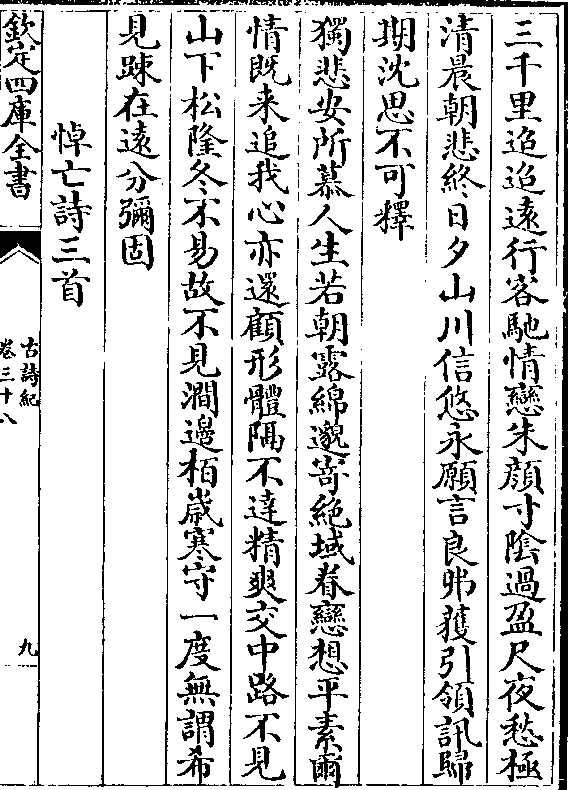 三千里迢迢遠行客馳情戀朱顔寸陰過盈尺夜愁極
清晨朝悲終日夕山川信悠永願言良弗獲引領訊歸
期沈思不可釋
獨悲安所慕人生若朝露綿邈寄絶域眷戀想平素爾
情既来追我心亦還顧形體隔不達精爽交中路不見
山下松隆冬不易故不見澗邊栢歲寒守一度無謂希
見踈在遠分彌固
悼亡詩三首
欽定四庫全書
古詩紀
卷三十八
九